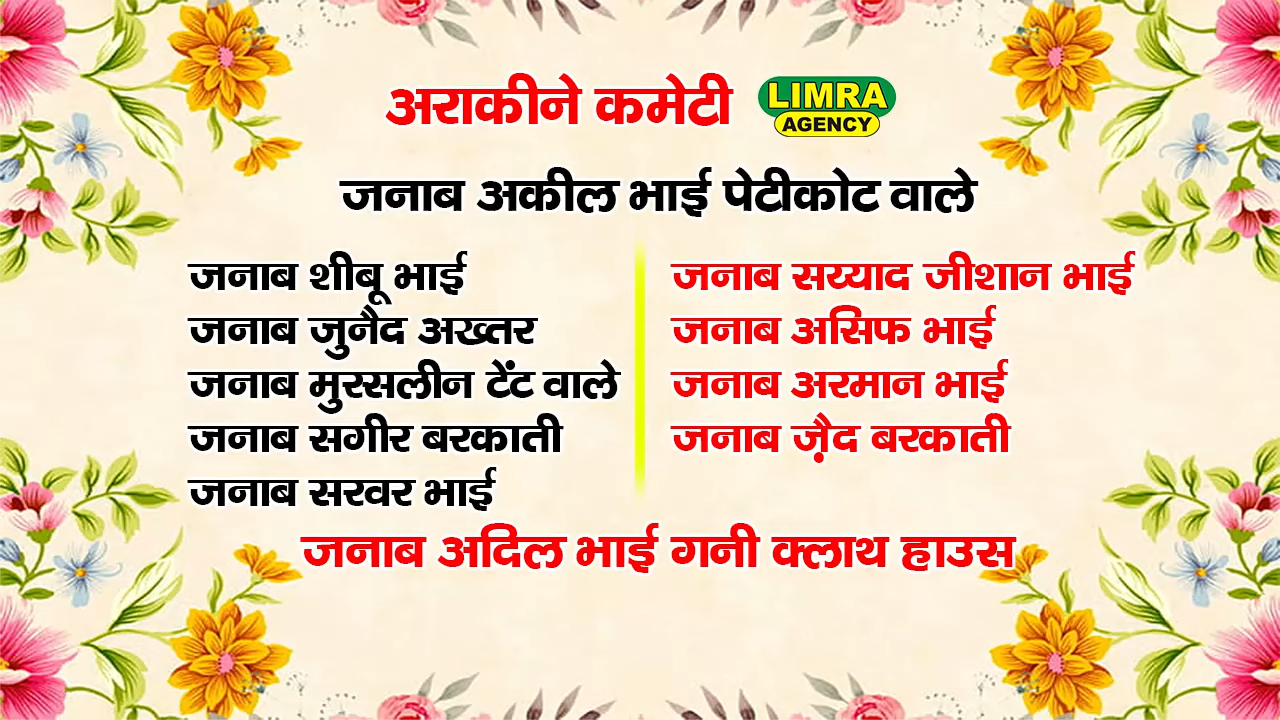 अराकीने कमेटी
LIMRA
AGENCY
जनाब अकील भाई पेटीकोट वाले
जनाब शीबू भाई
जनाब जुनैद अख्तर
जनाब मुरसलीन टेंट वाले
जनाब सगीर बरकाती
जनाब सरवर भाई
जनाब सय्याद जीशान भाई
जनाब असिफ भाई
जनाब अरमान भाई
जनाब ज़ैद बरकाती
जनाब अदिल भाई गनी क्लाथ हाउस